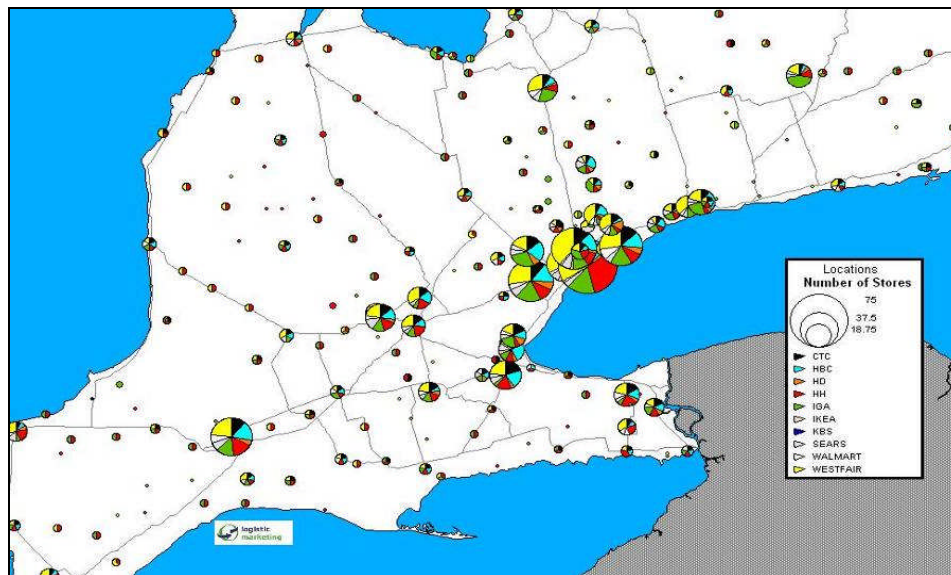 Locations
Number of Stores
75
37.5
18.75
CTC
HBC
HD
HH
IGA
IKEA
KBS
SEARS
WALMART
WESTFAIR
logistic
marketing